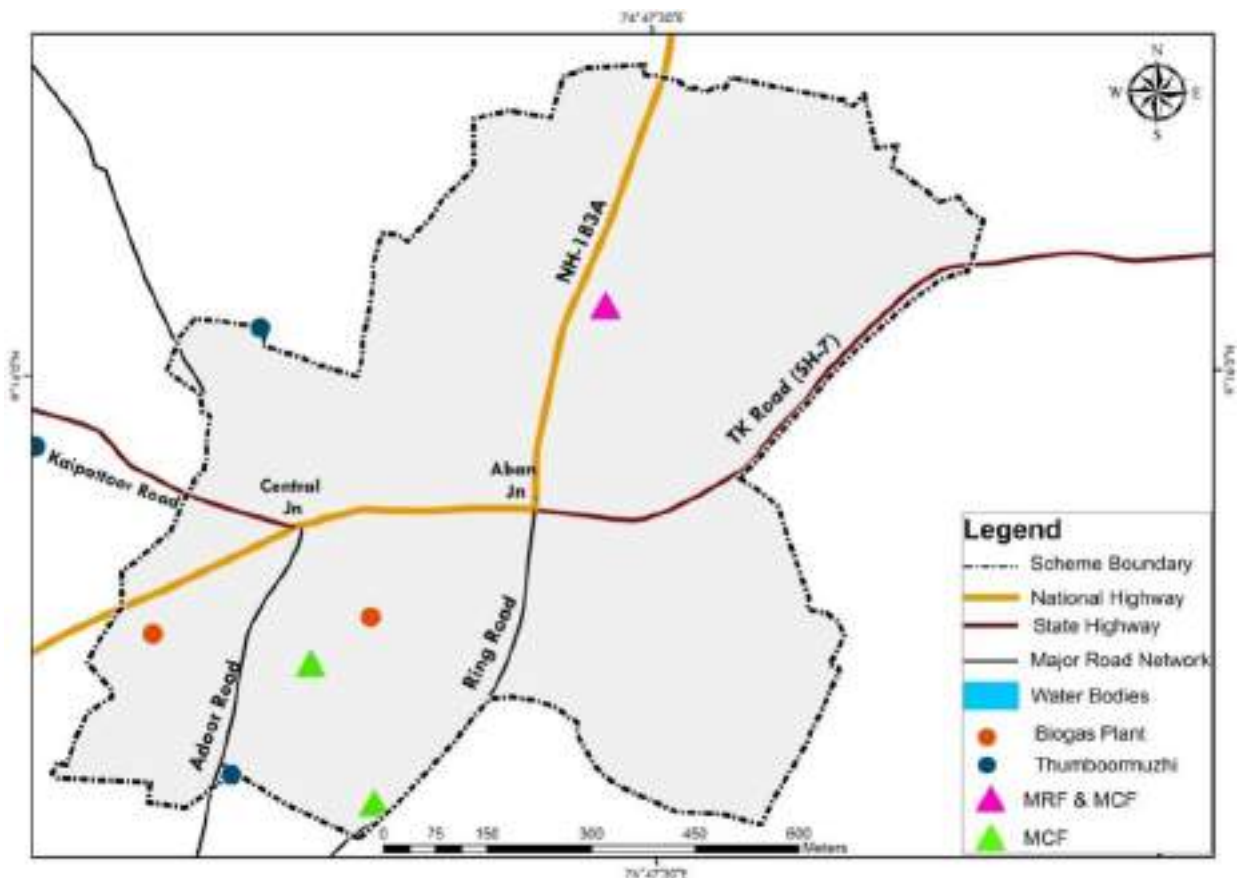 N
W
E
S
NH-183A
TK Road (SH-7)
Kaipattoor Road
Central
Jn
Aban
Jn
Ring Road
Adoor Road
Legend
Scheme Boundary
National Highway
State Highway
Major Road Network
Water Bodies
Biogas Plant
Thumboormuzhi
MRF & MCF
MCF
0 75 150 300 450 600
Meters